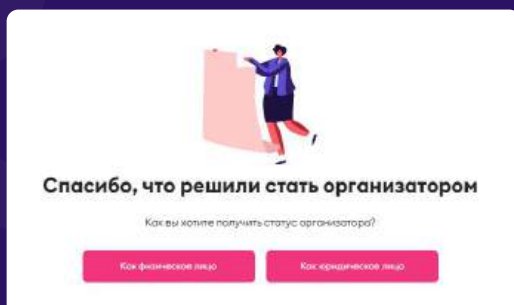 Спасибо, что решили стать организатором
Как вы хотите получить статус организатора?
Как физическое лицо
Как юридическое лицо